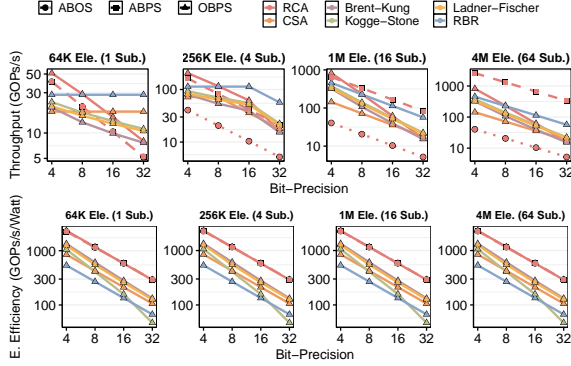 ABOS ABPS OBPS RCA Brent−Kung Ladner−Fischer
CSA Kogge−Stone RBR
64K Ele. (1 Sub.) 256K Ele. (4 Sub.) 1M Ele. (16 Sub.) 4M Ele. (64 Sub.)
Throughput (GOPs/s)
50
30
10
5
100
10
1000
100
10
1000
100
10
4 8 16 32 4 8 16 32 4 8 16 32 4 8 16 32
Bit−Precision
64K Ele. (1 Sub.) 256K Ele. (4 Sub.) 1M Ele. (16 Sub.) 4M Ele. (64 Sub.)
E. Efficiency (GOPs/s/Watt)
1000
100
1000
100
1000
100
1000
100
4 8 16 32 4 8 16 32 4 8 16 32 4 8 16 32
Bit−Precision